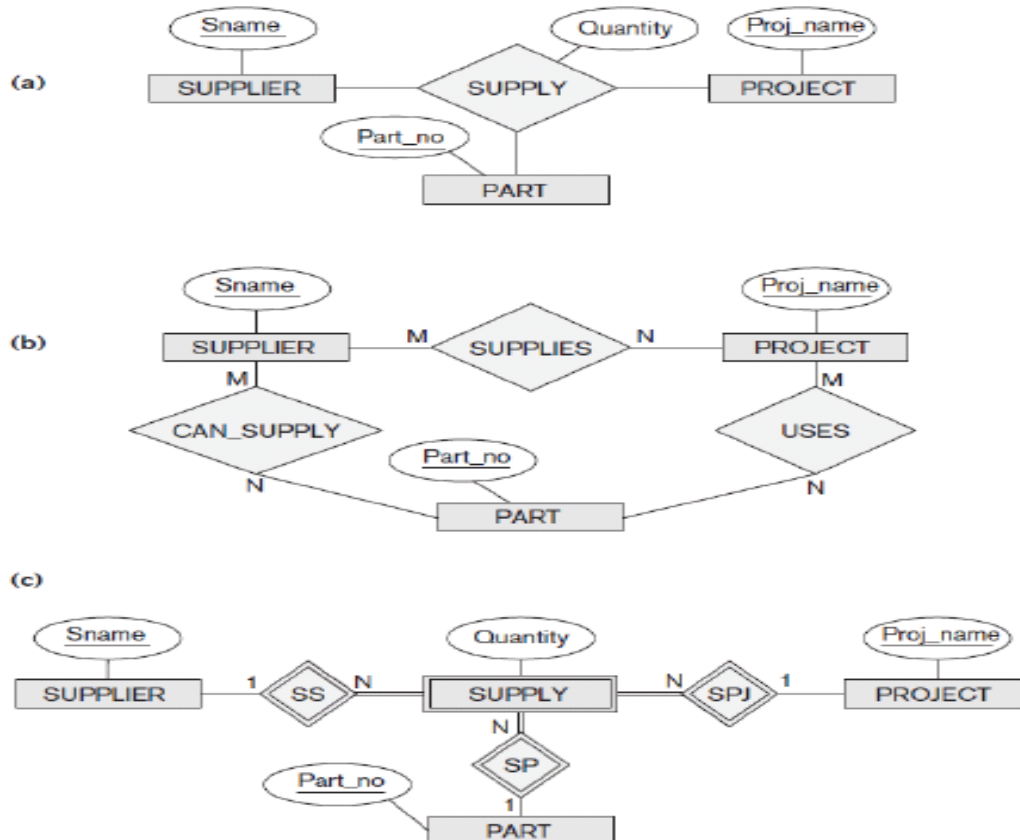 Sname Quantity Proj_name
(a)
SUPPLIER SUPPLY PROJECT
Part_no
PART
Sname Proj_name
(b)
SUPPLIER M SUPPLIES N PROJECT
M M
CAN_SUPPLY USES
Part_no
N N
PART
(c)
Sname Quantity Proj_name
SUPPLIER 1 SS N SUPPLY N SPJ 1 PROJECT
N
SP
Part_no
1
PART